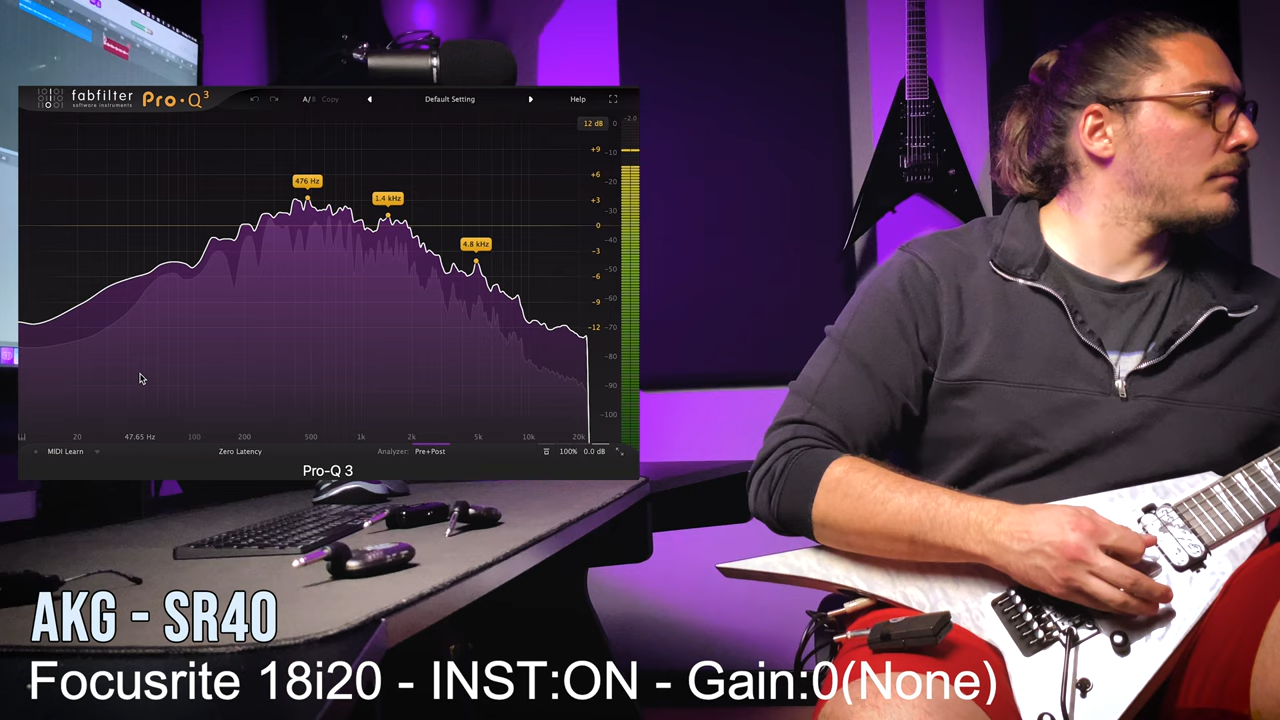 fabfilter
software instruments
Pro·Q³
A/B Copy
Default Setting
Help
12 dB
0
-2.0
+9
-10
+6
-20
+3
-30
0
-40
-3
-50
-6
-60
-9
-12
-70
-80
-90
-100
476 Hz
1.4 kHz
4.8 kHz
20
47.65 Hz
100
200
500
1k
2k
5k
10k
20k
MIDI Learn
Zero Latency
Analyzer: Pre+Post
100%
0.0 dB
Pro-Q 3
AKG - SR40
Focusrite 18i20 - INST:ON - Gain:0(None)